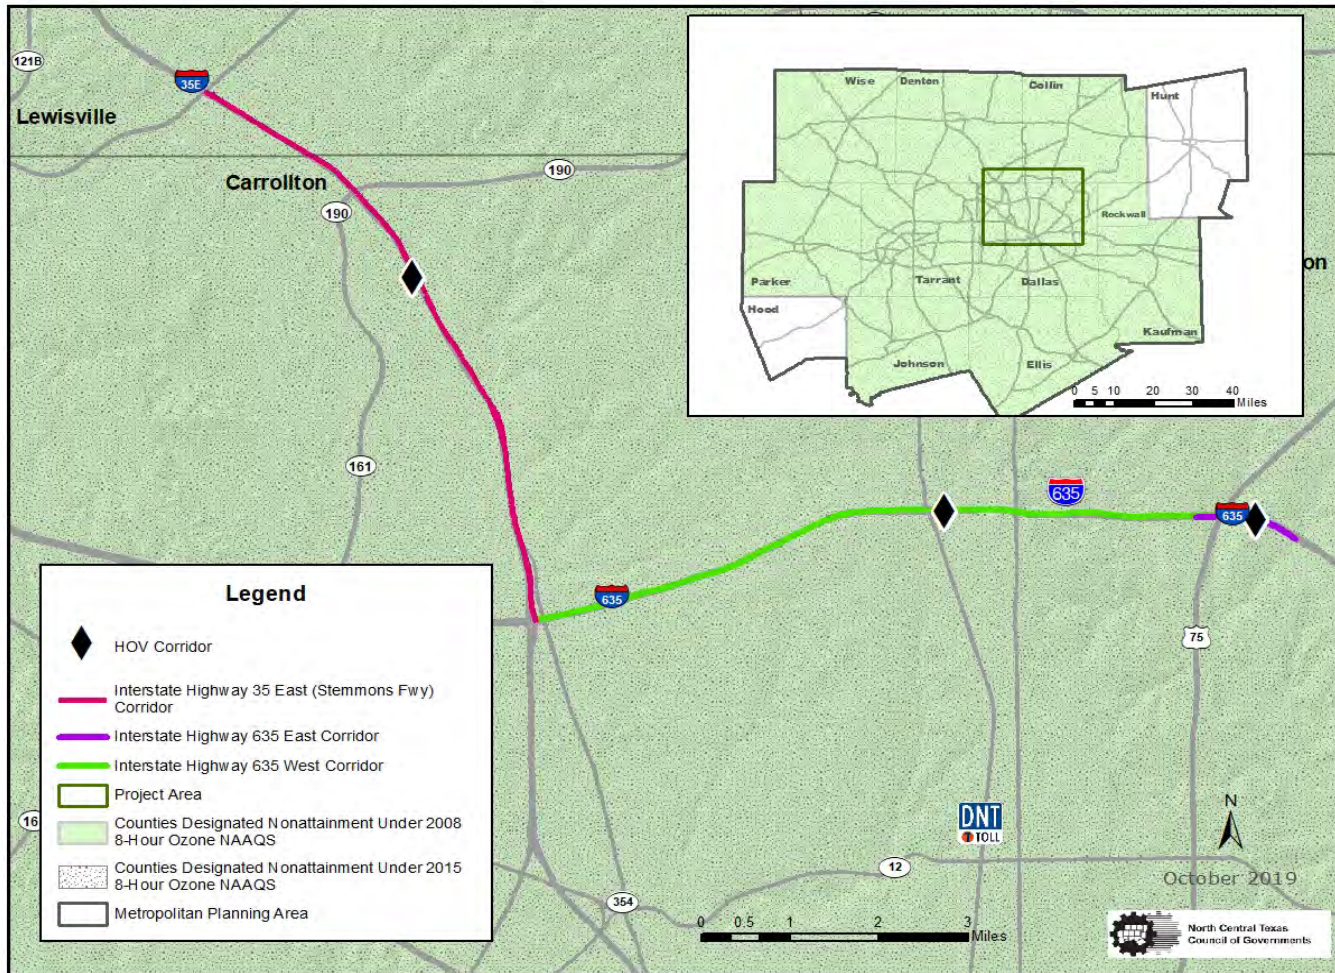 121B
35E
Lewisville
Carrollton
190
190
161
635
635
635
75
DNT
TOLL
12
354
16
on
Wise
Denton
Collin
Hunt
Rockwall
Parker
Tarrant
Dallas
Hood
Kaufman
Johnson
Ellis
0 5 10 20 30 40
Miles
Legend
HOV Corridor
Interstate Highway 35 East (Stemmons Fwy)
Corridor
Interstate Highway 635 East Corridor
Interstate Highway 635 West Corridor
Project Area
Counties Designated Nonattainment Under 2008
8-Hour Ozone NAAQS
Counties Designated Nonattainment Under 2015
8-Hour Ozone NAAQS
Metropolitan Planning Area
0 0.5 1 2 3
Miles
N
October 2019
North Central Texas
Council of Governments